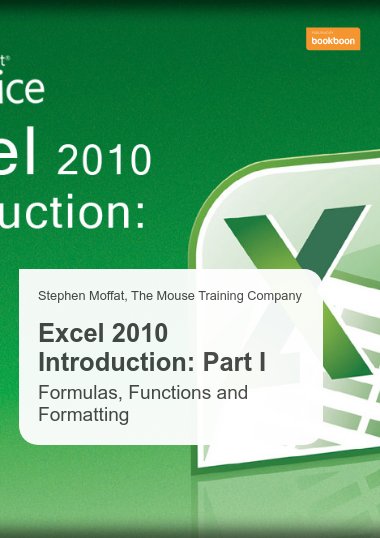 bookboon
t®
ice
el 2010
uction:
Stephen Moffat, The Mouse Training Company
Excel 2010
Introduction: Part I
Formulas, Functions and
Formatting